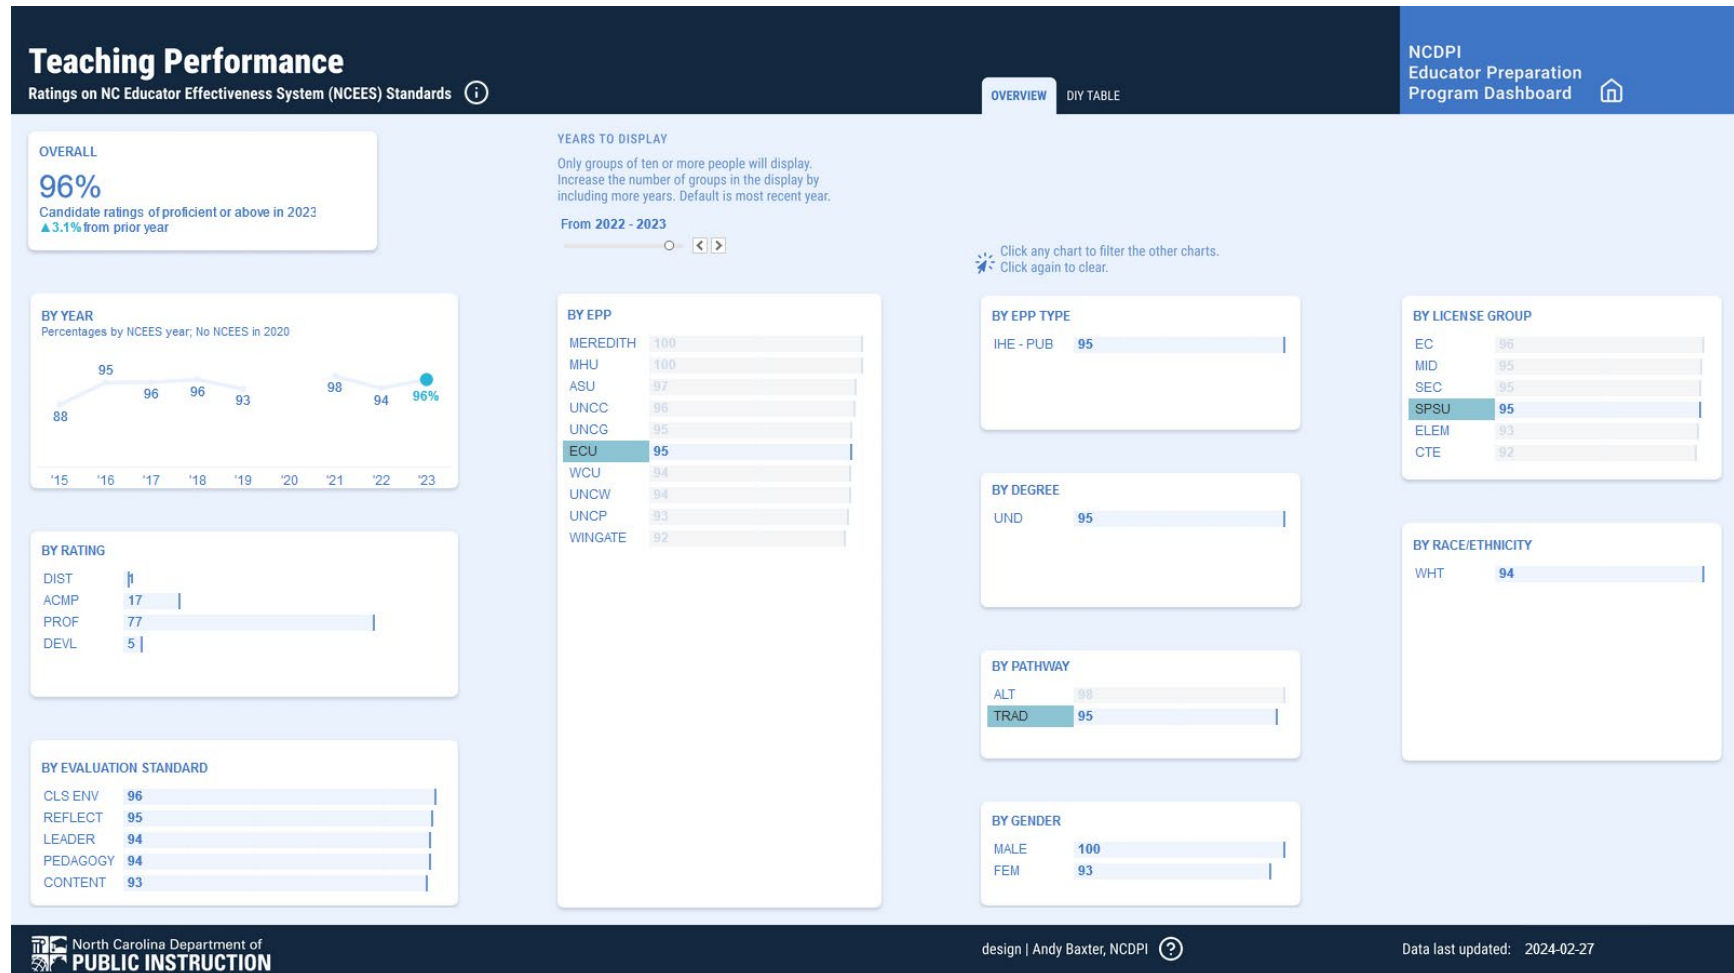 Teaching Performance
Ratings on NC Educator Effectiveness System (NCEES) Standards
OVERVIEW
DIY TABLE
NCDPI
Educator Preparation
Program Dashboard
OVERALL
96%
Candidate ratings of proficient or above in 2023
▲3.1% from prior year
YEARS TO DISPLAY
Only groups of ten or more people will display.
Increase the number of groups in the display by
including more years. Default is most recent year.
From 2022 - 2023
Click any chart to filter the other charts.
Click again to clear.
BY YEAR
Percentages by NCEES year; No NCEES in 2020
88
95
96
96
93
98
94
96%
'15 '16 '17 '18 '19 '20 '21 '22 '23
BY RATING
DIST 1
ACMP 17
PROF 77
DEVL 5
BY EVALUATION STANDARD
CLS ENV 96
REFLECT 95
LEADER 94
PEDAGOGY 94
CONTENT 93
BY EPP
MEREDITH 100
MHU 100
ASU 97
UNCC 96
UNCG 95
ECU 95
WCU 94
UNCW 94
UNCP 93
WINGATE 92
BY EPP TYPE
IHE - PUB 95
BY DEGREE
UND 95
BY PATHWAY
ALT 98
TRAD 95
BY GENDER
MALE 100
FEM 93
BY LICENSE GROUP
EC 96
MID 95
SEC 95
SPSU 95
ELEM 93
CTE 92
BY RACE/ETHNICITY
WHT 94
North Carolina Department of
PUBLIC INSTRUCTION
design | Andy Baxter, NCDPI
Data last updated: 2024-02-27